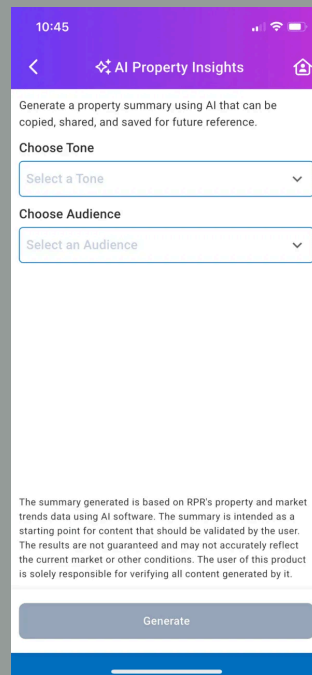 10:45
AI Property Insights
Generate a property summary using AI that can be
copied, shared, and saved for future reference.
Choose Tone
Select a Tone
Choose Audience
Select an Audience
The summary generated is based on RPR's property and market
trends data using AI software. The summary is intended as a
starting point for content that should be validated by the user.
The results are not guaranteed and may not accurately reflect
the current market or other conditions. The user of this product
is solely responsible for verifying all content generated by it.
Generate